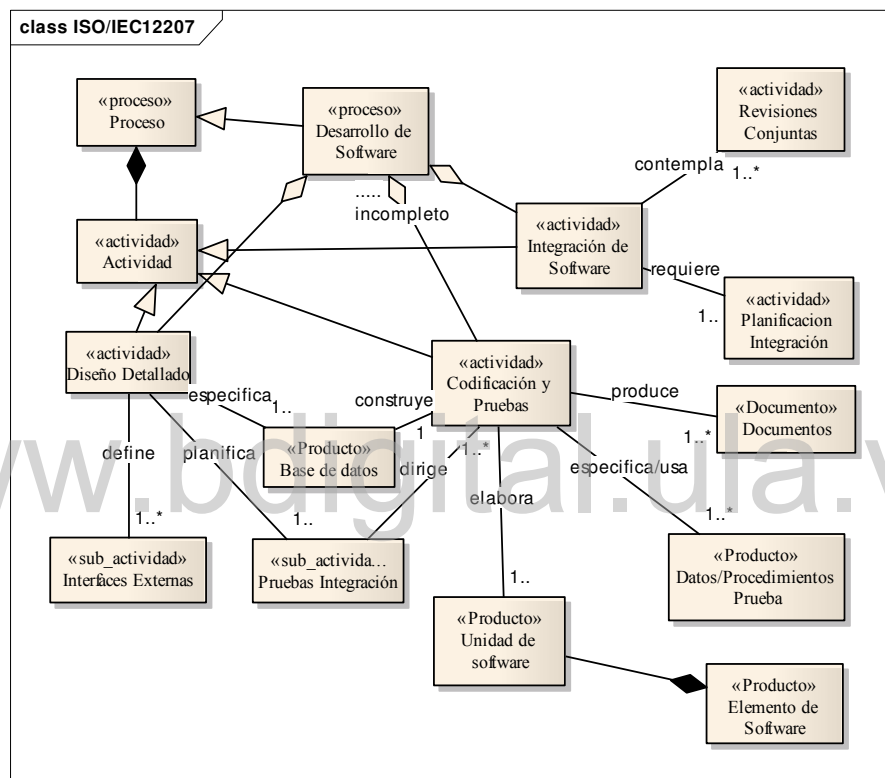 class ISO/IEC12207
«proceso»
Proceso
«proceso»
Desarrollo de
Software
«actividad»
Revisiones
Conjuntas
contempla
1..*
.....
incompleto
«actividad»
Actividad
«actividad»
Integración de
Software
requiere
1..
«actividad»
Planificacion
Integración
«actividad»
Diseño Detallado
«actividad»
Codificación y
Pruebas
especifica
1..
construye
1
produce
1..*
«Documento»
Documentos
«Producto»
Base de datos
define
planifica
dirige
1..*
especifica/usa
www.bdigital.ula.v
elabora
1..*
1..
1..*
«sub_actividad»
Interfaces Externas
«sub_activida...
Pruebas Integración
«Producto»
Datos/Procedimientos
Prueba
1..
«Producto»
Unidad de
software
«Producto»
Elemento de
Software